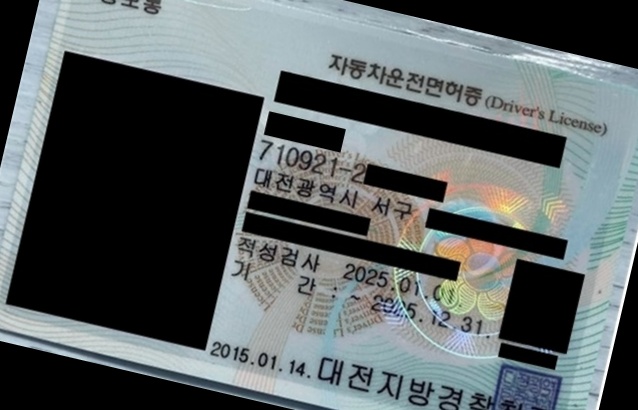 자동차운전면허증 (Driver's License)
710921-2
대전광역시 서구
적성검사 2025.01.01.
기 간 : ~ 2025.12.31.
2015.01.14. 대전지방경찰청